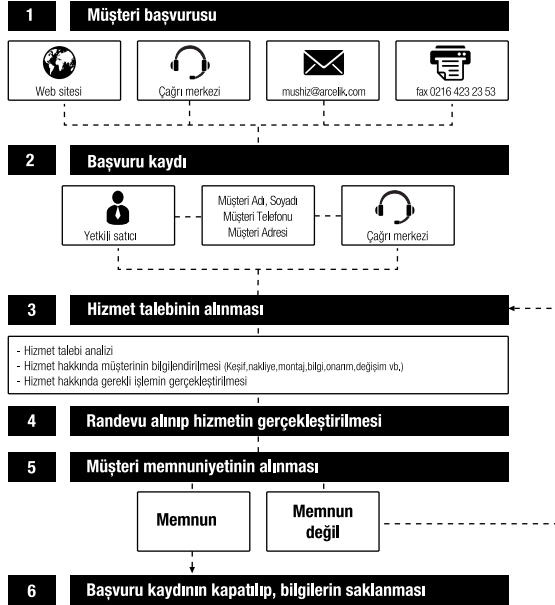 1 Müşteri başvurusu
Web sitesi
Çağrı merkezi
mushiz@arcelik.com
fax 0216 423 23 53
2 Başvuru kaydı
Yetkili satıcı
Müşteri Adı, Soyadı
Müşteri Telefonu
Müşteri Adresi
Çağrı merkezi
3 Hizmet talebinin alınması
- Hizmet talebi analizi
- Hizmet hakkında müşterinin bilgilendirilmesi (Keşif,nakliye,montaj,bilgi,onarım,değişim vb.)
- Hizmet hakkında gerekli işlemin gerçekleştirilmesi
4 Randevu alınıp hizmetin gerçekleştirilmesi
5 Müşteri memnuniyetinin alınması
Memnun
Memnun
değil
6 Başvuru kaydının kapatılıp, bilgilerin saklanması